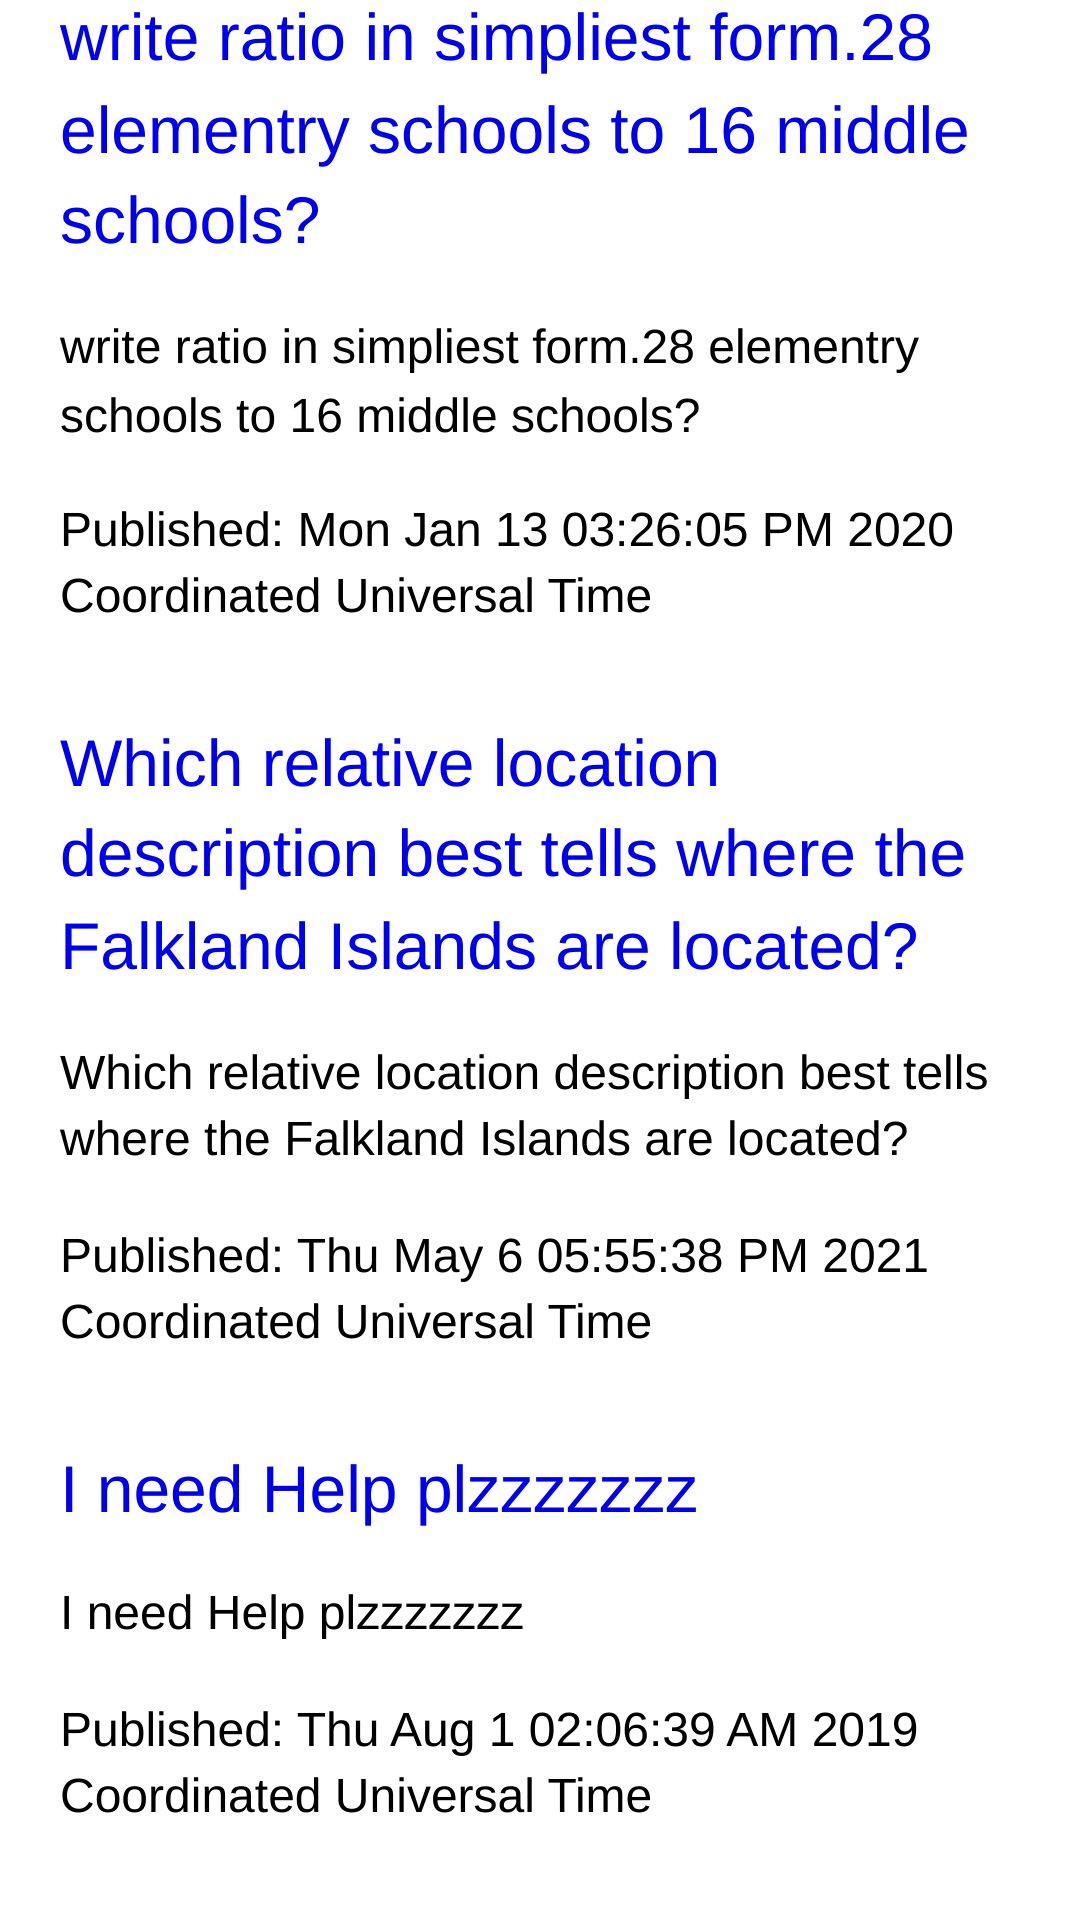 write ratio in simpliest form.28
elementry schools to 16 middle
schools?
write ratio in simpliest form.28 elementry
schools to 16 middle schools?
Published: Mon Jan 13 03:26:05 PM 2020
Coordinated Universal Time
Which relative location
description best tells where the
Falkland Islands are located?
Which relative location description best tells
where the Falkland Islands are located?
Published: Thu May 6 05:55:38 PM 2021
Coordinated Universal Time
I need Help plzzzzzzz
I need Help plzzzzzzz
Published: Thu Aug 1 02:06:39 AM 2019
Coordinated Universal Time